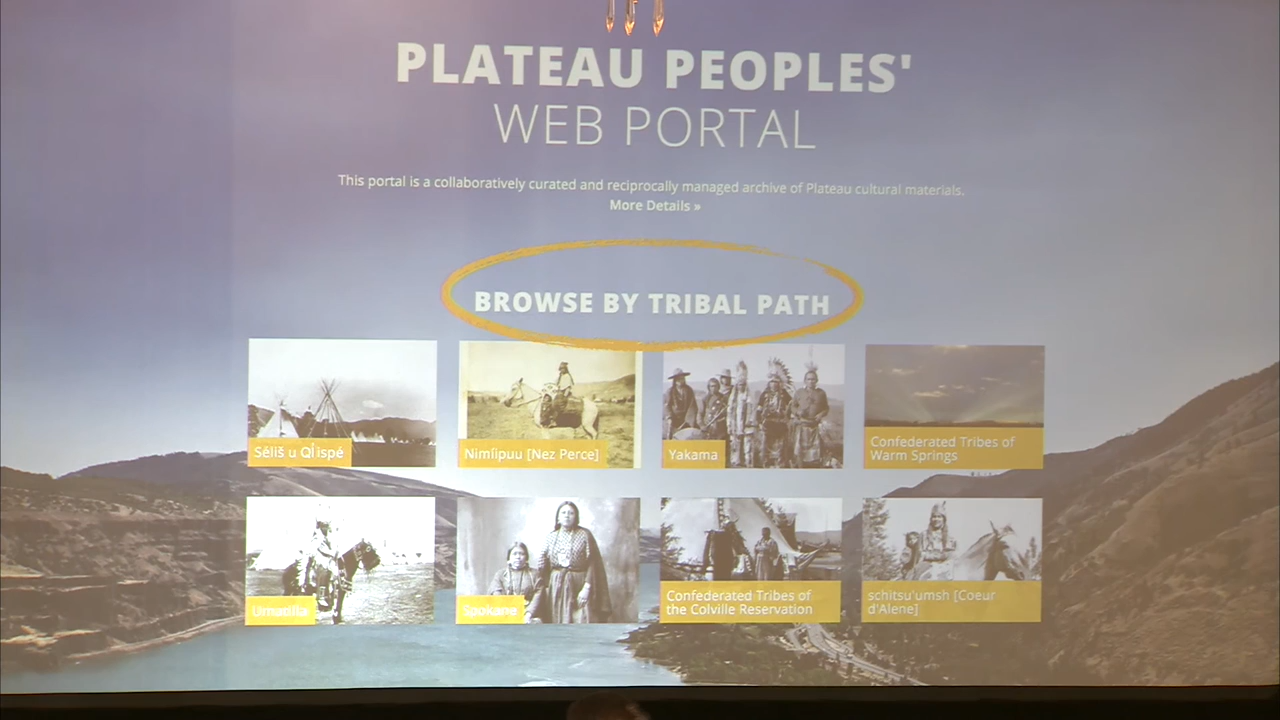 PLATEAU PEOPLES'
WEB PORTAL
This portal is a collaboratively curated and reciprocally managed archive of Plateau cultural materials.
More Details »
BROWSE BY TRIBAL PATH
Séliš u Ql̓ispé
Nimíipuu [Nez Perce]
Yakama
Confederated Tribes of
Warm Springs
Umatilla
Spokane
Confederated Tribes of
the Colville Reservation
schitsu'umsh [Coeur
d'Alene]